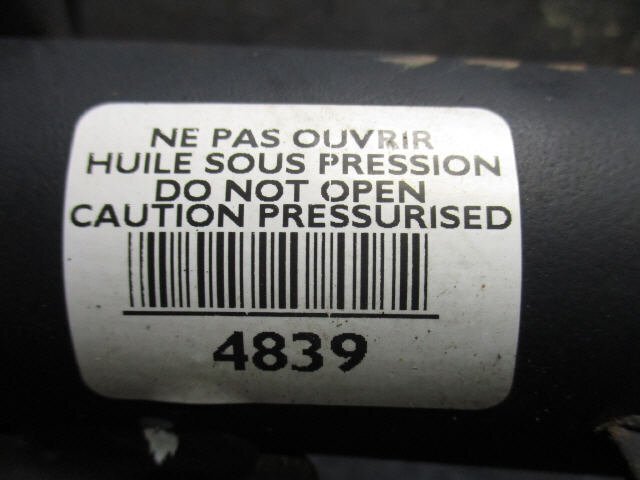 NE PAS OUVRIR
HUILE SOUS PRESSION
DO NOT OPEN
CAUTION PRESSURISED
4839